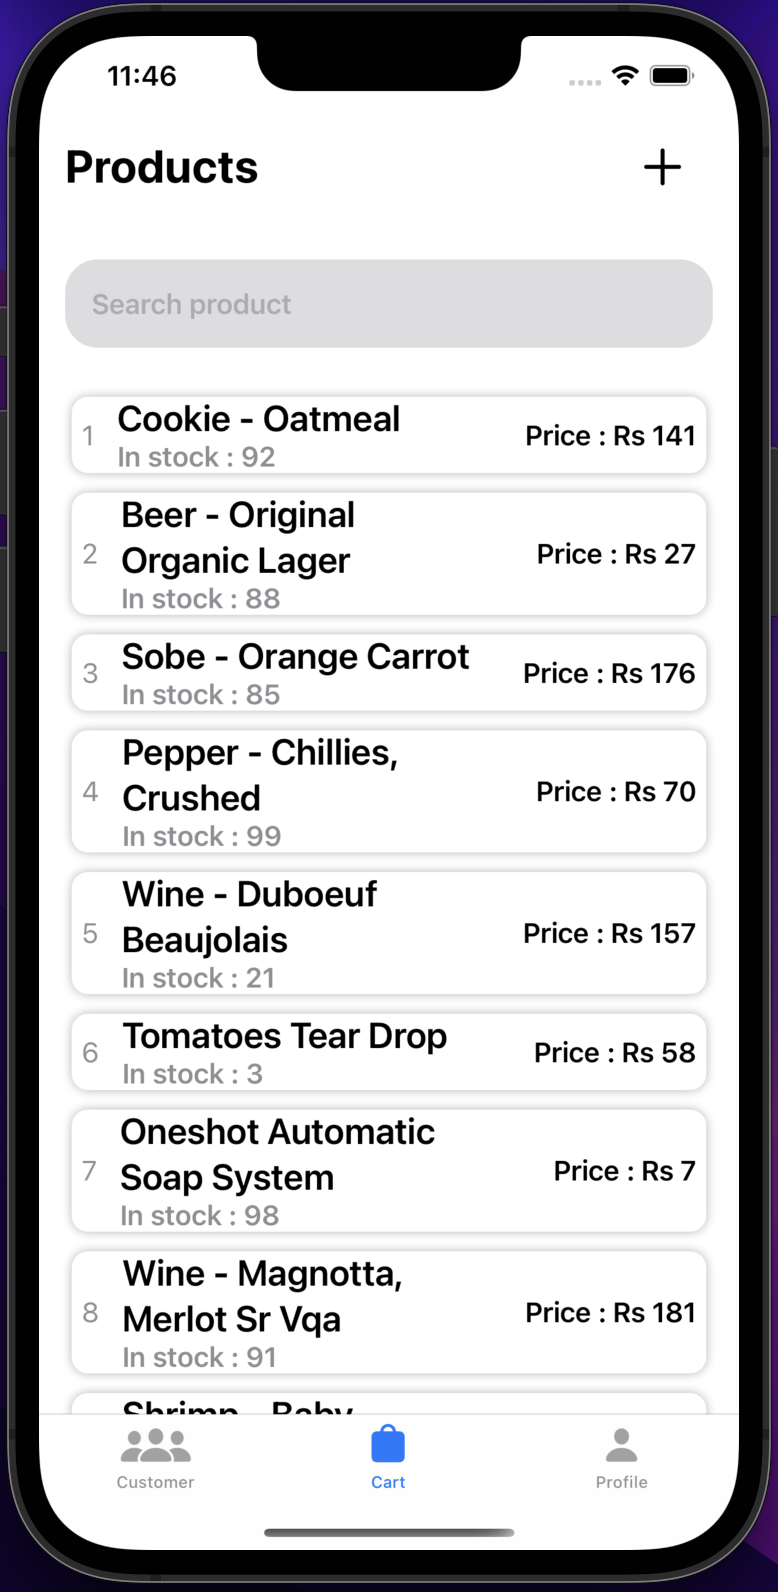 11:46
Products
Search product
1
Cookie - Oatmeal
In stock : 92
Price : Rs 141
2
Beer - Original
Organic Lager
In stock : 88
Price : Rs 27
3
Sobe - Orange Carrot
In stock : 85
Price : Rs 176
4
Pepper - Chillies,
Crushed
In stock : 99
Price : Rs 70
5
Wine - Duboeuf
Beaujolais
In stock : 21
Price : Rs 157
6
Tomatoes Tear Drop
In stock : 3
Price : Rs 58
7
Oneshot Automatic
Soap System
In stock : 98
Price : Rs 7
8
Wine - Magnotta,
Merlot Sr Vqa
In stock : 91
Price : Rs 181
Shrimp - Baby
Customer
Cart
Profile